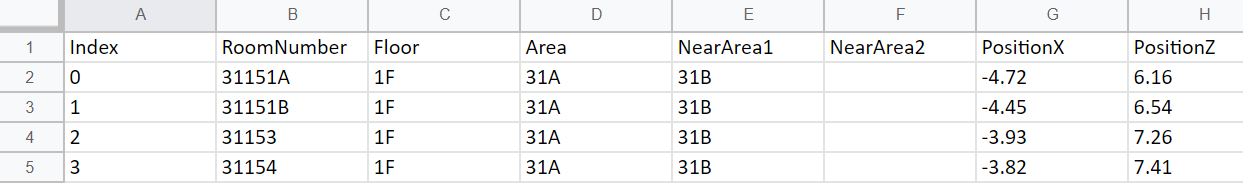 A B C D E F G H
1 Index RoomNumber Floor Area NearArea1 NearArea2 PositionX PositionZ
2 0 31151A 1F 31A 31B -4.72 6.16
3 1 31151B 1F 31A 31B -4.45 6.54
4 2 31153 1F 31A 31B -3.93 7.26
5 3 31154 1F 31A 31B -3.82 7.41